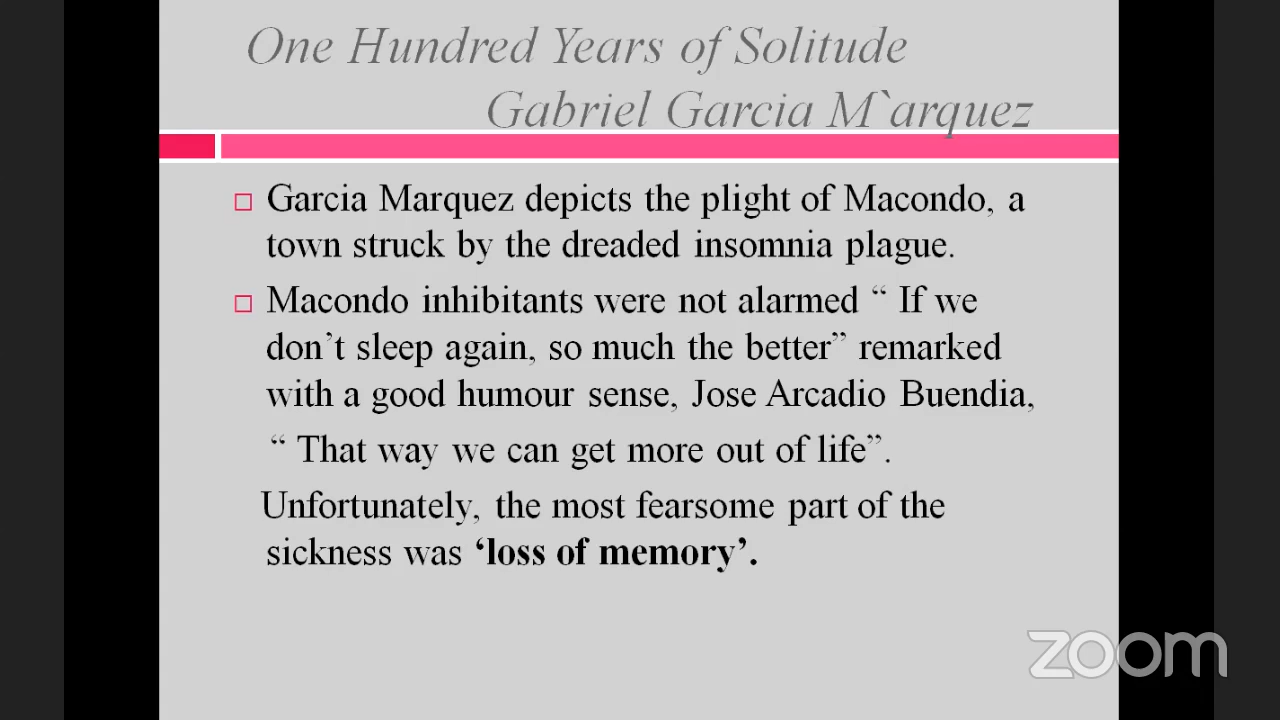 One Hundred Years of Solitude
Gabriel Garcia M`arquez
Garcia Marquez depicts the plight of Macondo, a
town struck by the dreaded insomnia plague.
Macondo inhibitants were not alarmed “ If we
don’t sleep again, so much the better” remarked
with a good humour sense, Jose Arcadio Buendia,
“ That way we can get more out of life”.
Unfortunately, the most fearsome part of the
sickness was ‘loss of memory’.
zoom